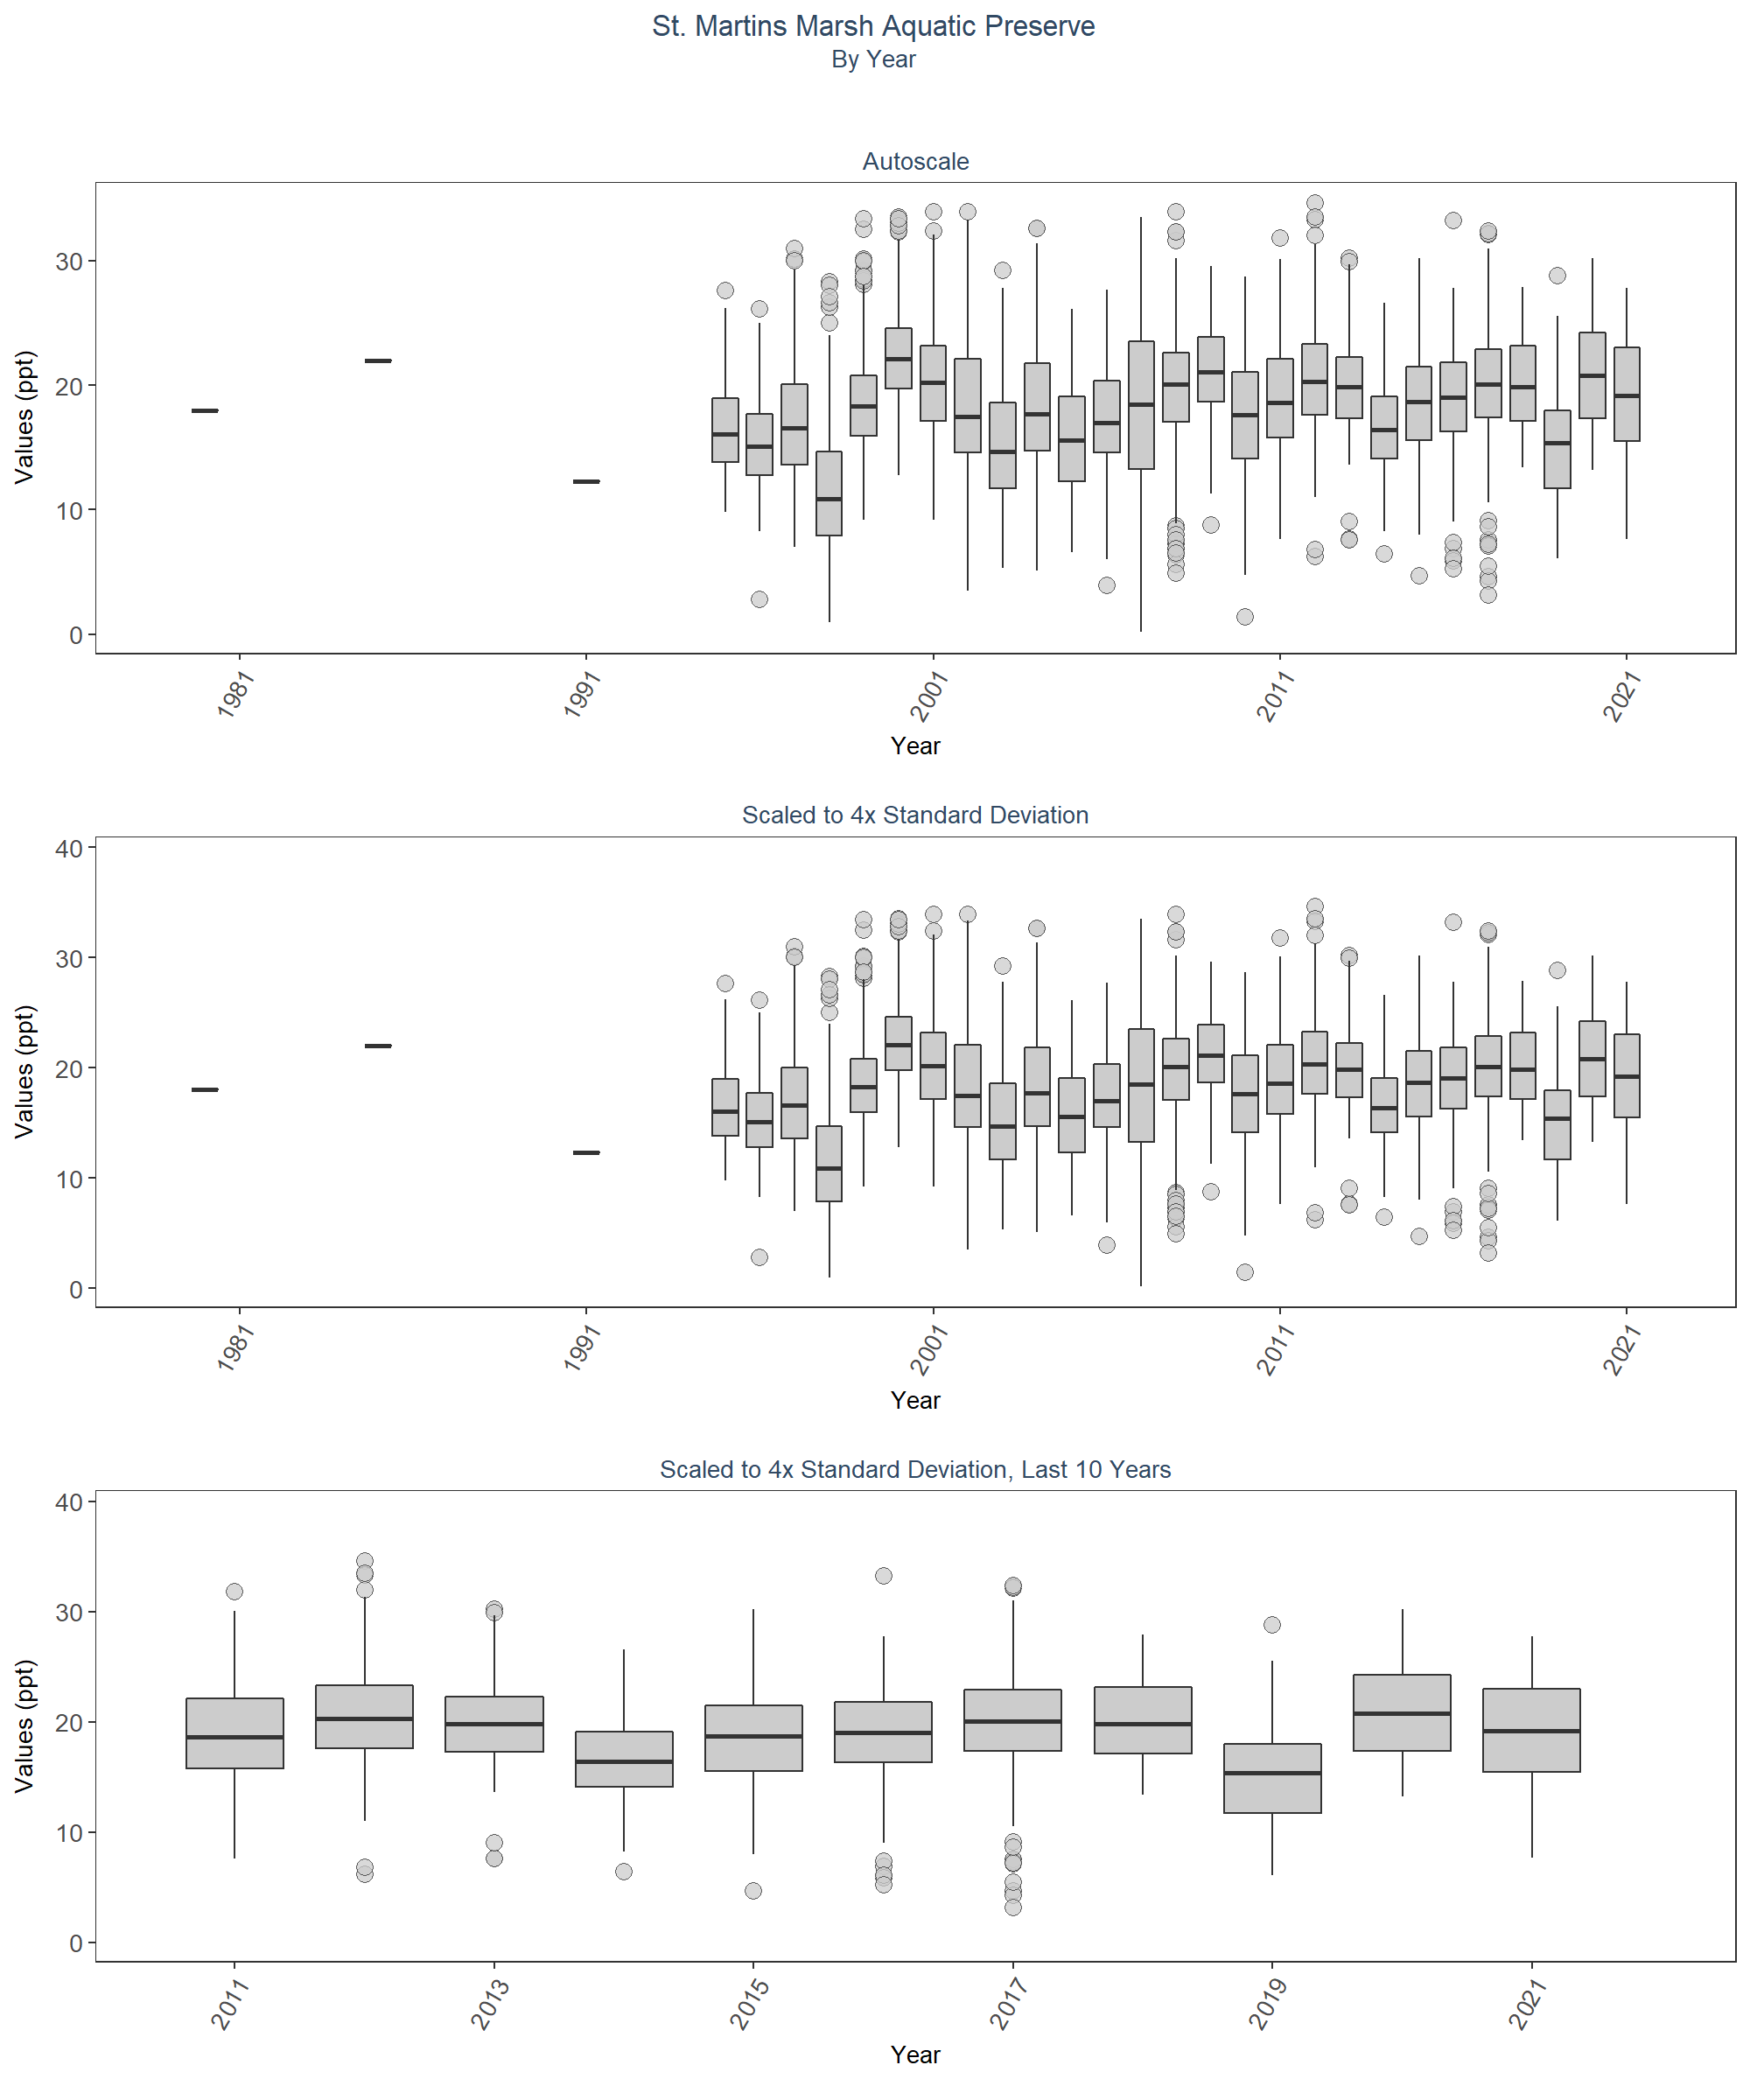 St. Martins Marsh Aquatic Preserve
By Year
Autoscale
Values (ppt)
30
20
10
0
1981
1991
2001
2011
2021
Year
Scaled to 4x Standard Deviation
Values (ppt)
40
30
20
10
0
1981
1991
2001
2011
2021
Year
Scaled to 4x Standard Deviation, Last 10 Years
Values (ppt)
40
30
20
10
0
2011
2013
2015
2017
2019
2021
Year